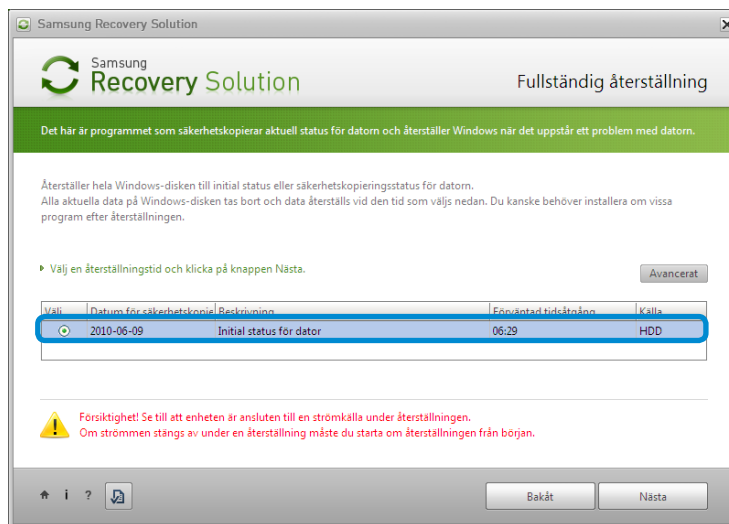 Samsung Recovery Solution
Samsung
Recovery Solution
Fullständig återställning
Det här är programmet som säkerhetskopierar aktuell status för datorn och återställer Windows när det uppstår ett problem med datorn.
Återställer hela Windows-disken till initial status eller säkerhetskopieringsstatus för datorn.
Alla aktuella data på Windows-disken tas bort och data återställs vid den tid som väljs nedan. Du kanske behöver installera om vissa
program efter återställningen.
Välj en återställningstid och klicka på knappen Nästa.
Avancerat
Välj Datum för säkerhetskopie Beskrivning Förväntad tidsåtgång Källa
2010-06-09 Initial status för dator 06:29 HDD
Försiktighet! Se till att enheten är ansluten till en strömkälla under återställningen.
Om strömmen stängs av under en återställning måste du starta om återställningen från början.
i ? Bakåt Nästa